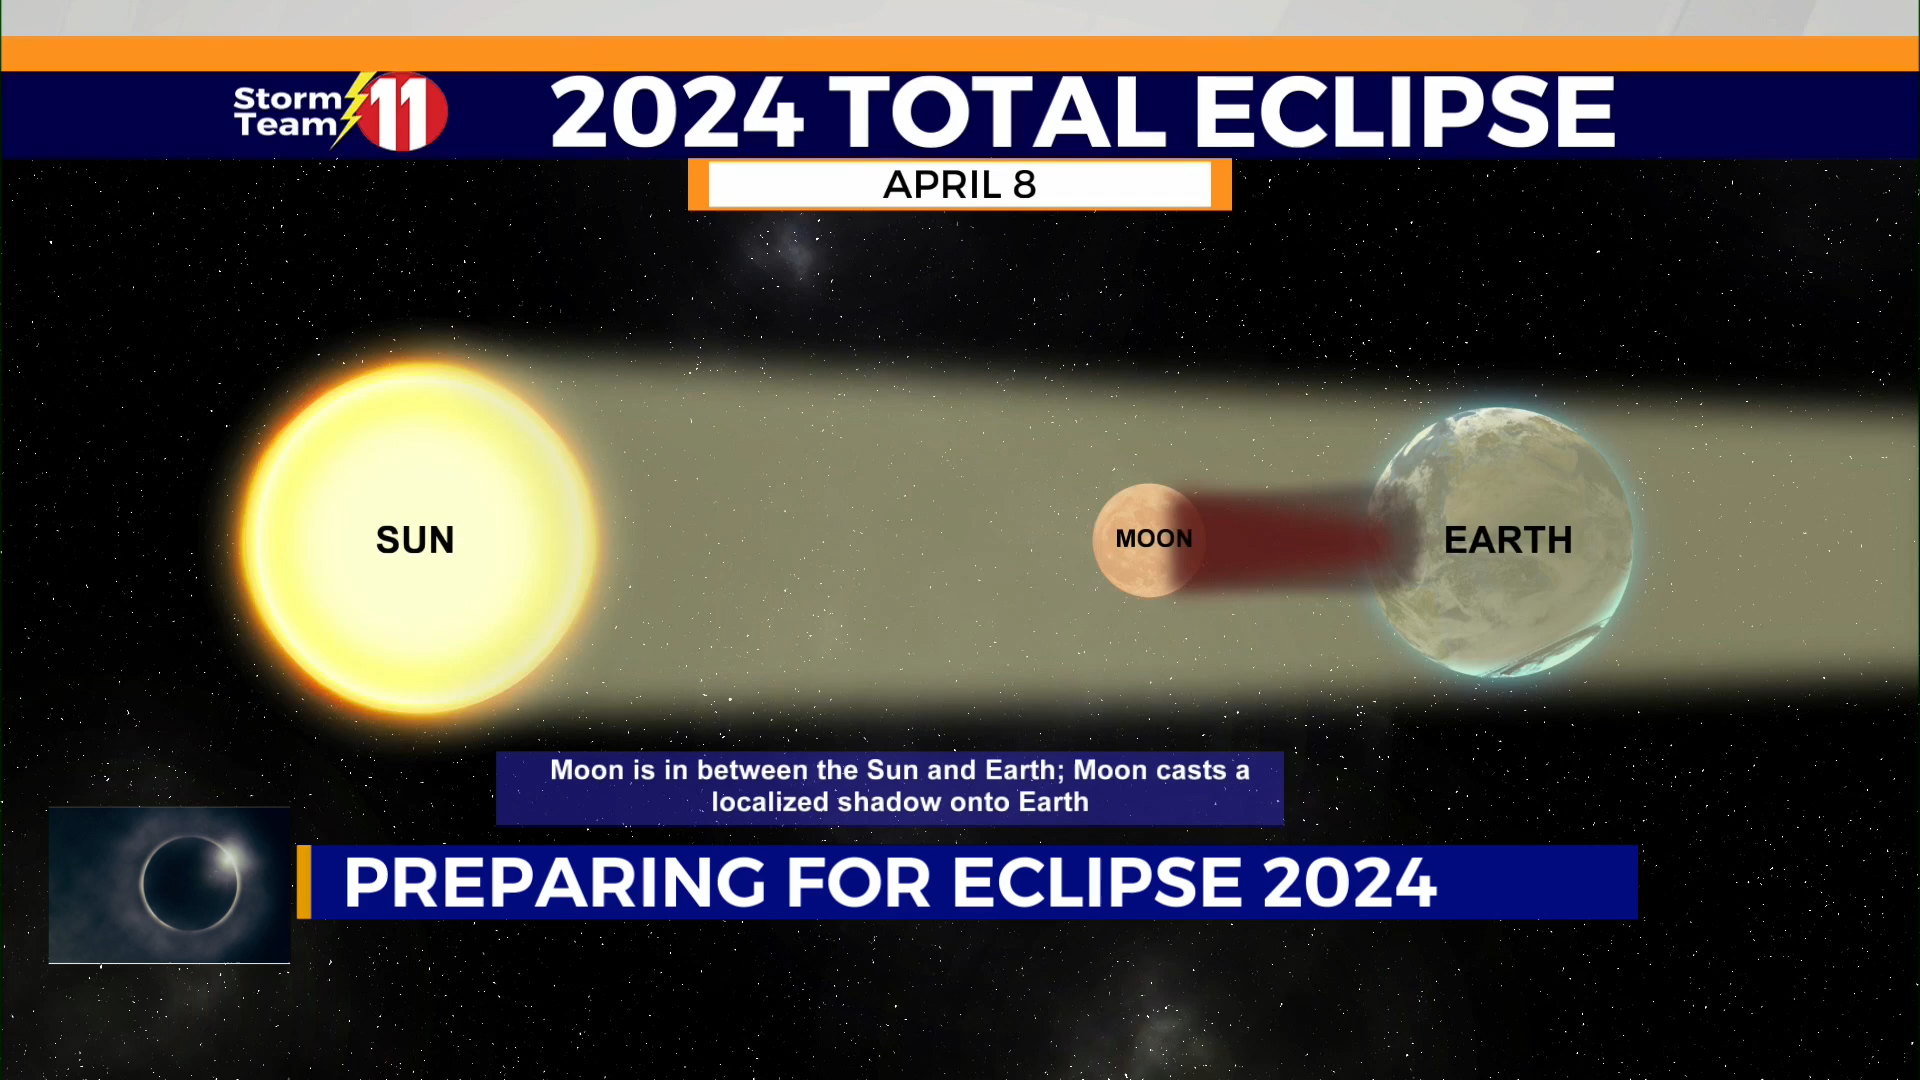 Storm
Team 11
2024 TOTAL ECLIPSE
APRIL 8
SUN
MOON
EARTH
Moon is in between the Sun and Earth; Moon casts a
localized shadow onto Earth
PREPARING FOR ECLIPSE 2024